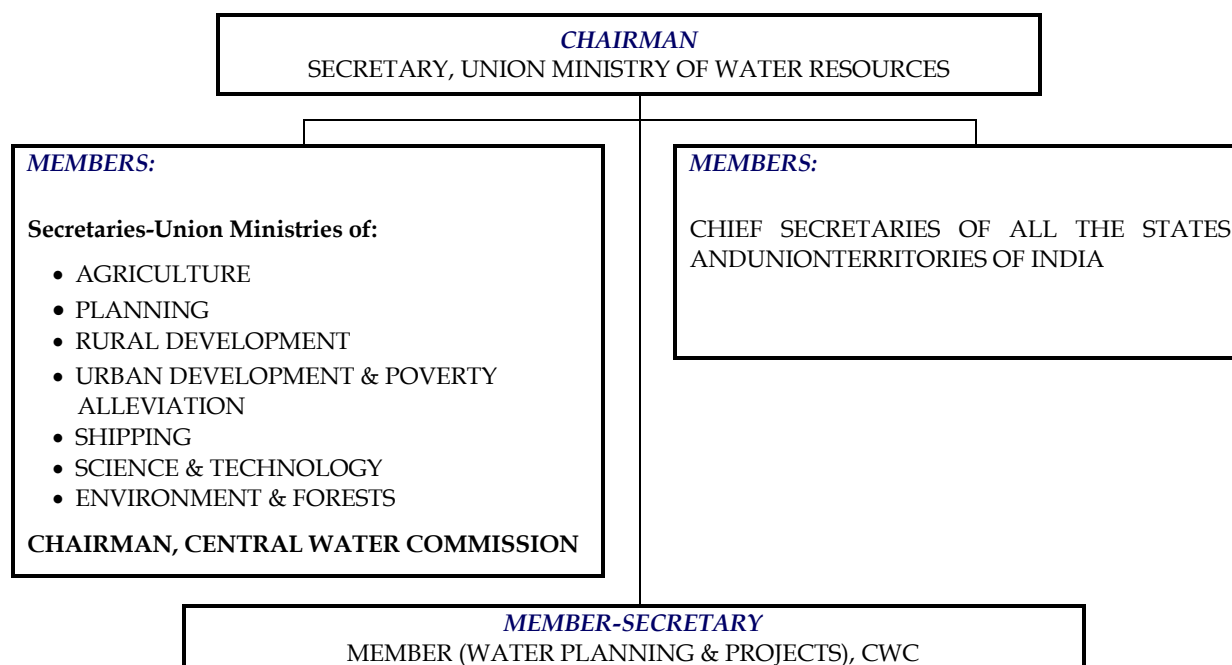 CHAIRMAN
SECRETARY, UNION MINISTRY OF WATER RESOURCES
MEMBERS:
Secretaries-Union Ministries of:
• AGRICULTURE
• PLANNING
• RURAL DEVELOPMENT
• URBAN DEVELOPMENT & POVERTY
ALLEVIATION
• SHIPPING
• SCIENCE & TECHNOLOGY
• ENVIRONMENT & FORESTS
CHAIRMAN, CENTRAL WATER COMMISSION
MEMBERS:
CHIEF SECRETARIES OF ALL THE STATES
ANDUNIONTERRITORIES OF INDIA
MEMBER-SECRETARY
MEMBER (WATER PLANNING & PROJECTS), CWC